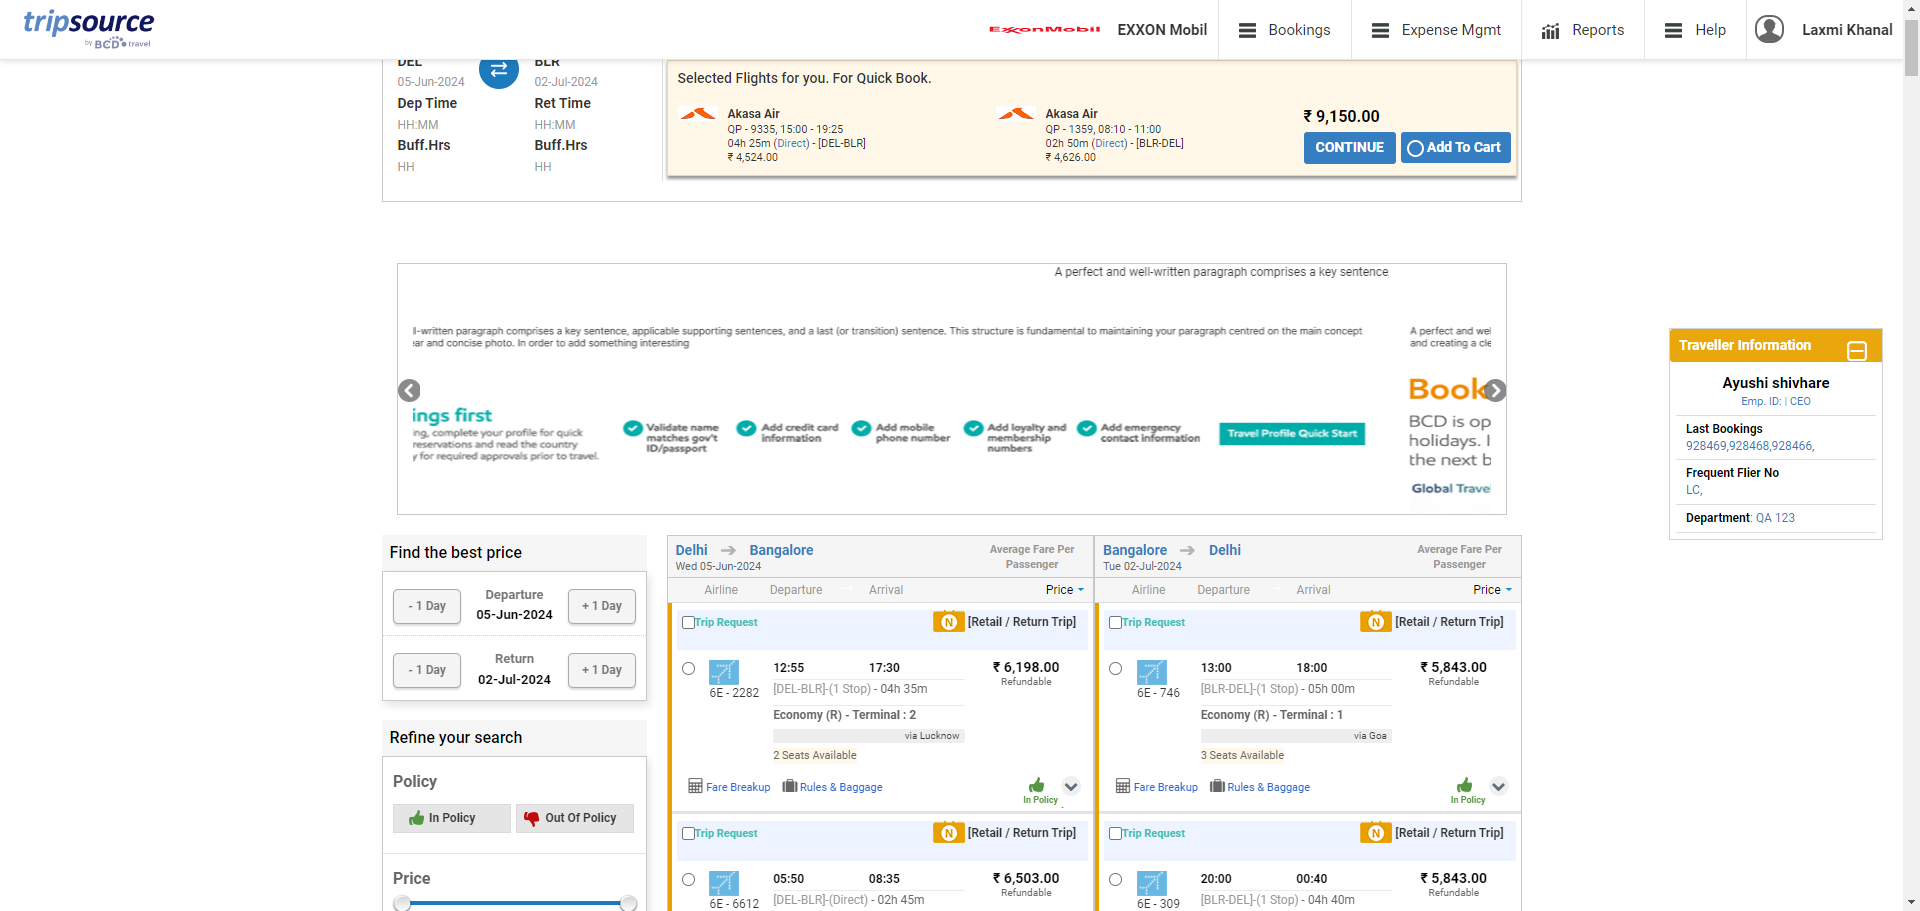 tripsource
by BCD travel
ExxonMobil EXXON Mobil
Bookings
Expense Mgmt
Reports
Help
Laxmi Khanal
DEL
BLR
05-Jun-2024
02-Jul-2024
Dep Time
Ret Time
HH:MM
HH:MM
Buff.Hrs
Buff.Hrs
HH
HH
Selected Flights for you. For Quick Book.
Akasa Air
QP - 9335, 15:00 - 19:25
04h 25m (Direct) - [DEL-BLR]
₹ 4,524.00
Akasa Air
QP - 1359, 08:10 - 11:00
02h 50m (Direct) - [BLR-DEL]
₹ 4,626.00
₹ 9,150.00
CONTINUE
Add To Cart
A perfect and well-written paragraph comprises a key sentence
l-written paragraph comprises a key sentence, applicable supporting sentences, and a last (or transition) sentence. This structure is fundamental to maintaining your paragraph centred on the main concept
ear and concise photo. In order to add something interesting
A perfect and wel
and creating a cle
ings first
ing, complete your profile for quick
reservations and read the country
y for required approvals prior to travel.
Validate name
matches gov't
ID/passport
Add credit card
information
Add mobile
phone number
Add loyalty and
membership
numbers
Add emergency
contact information
Travel Profile Quick Start
Book
BCD is op
holidays. I
the next b
Global Trave
Traveller Information
Ayushi shivhare
Emp. ID: | CEO
Last Bookings
928469,928468,928466,
Frequent Flier No
LC,
Department: QA 123
Find the best price
- 1 Day
Departure
05-Jun-2024
+ 1 Day
- 1 Day
Return
02-Jul-2024
+ 1 Day
Refine your search
Policy
In Policy
Out Of Policy
Price
Delhi Bangalore
Wed 05-Jun-2024
Average Fare Per
Passenger
Airline Departure Arrival Price
Trip Request
N [Retail / Return Trip]
12:55 17:30 ₹ 6,198.00
6E - 2282 [DEL-BLR]-(1 Stop) - 04h 35m Refundable
Economy (R) - Terminal : 2
via Lucknow
2 Seats Available
Fare Breakup Rules & Baggage
In Policy
Trip Request
N [Retail / Return Trip]
05:50 08:35 ₹ 6,503.00
6E - 6612 [DEL-BLR]-(Direct) - 02h 45m Refundable
Bangalore Delhi
Tue 02-Jul-2024
Average Fare Per
Passenger
Airline Departure Arrival Price
Trip Request
N [Retail / Return Trip]
13:00 18:00 ₹ 5,843.00
6E - 746 [BLR-DEL]-(1 Stop) - 05h 00m Refundable
Economy (R) - Terminal : 1
via Goa
3 Seats Available
Fare Breakup Rules & Baggage
In Policy
Trip Request
N [Retail / Return Trip]
20:00 00:40 ₹ 5,843.00
6E - 309 [BLR-DEL]-(1 Stop) - 04h 40m Refundable